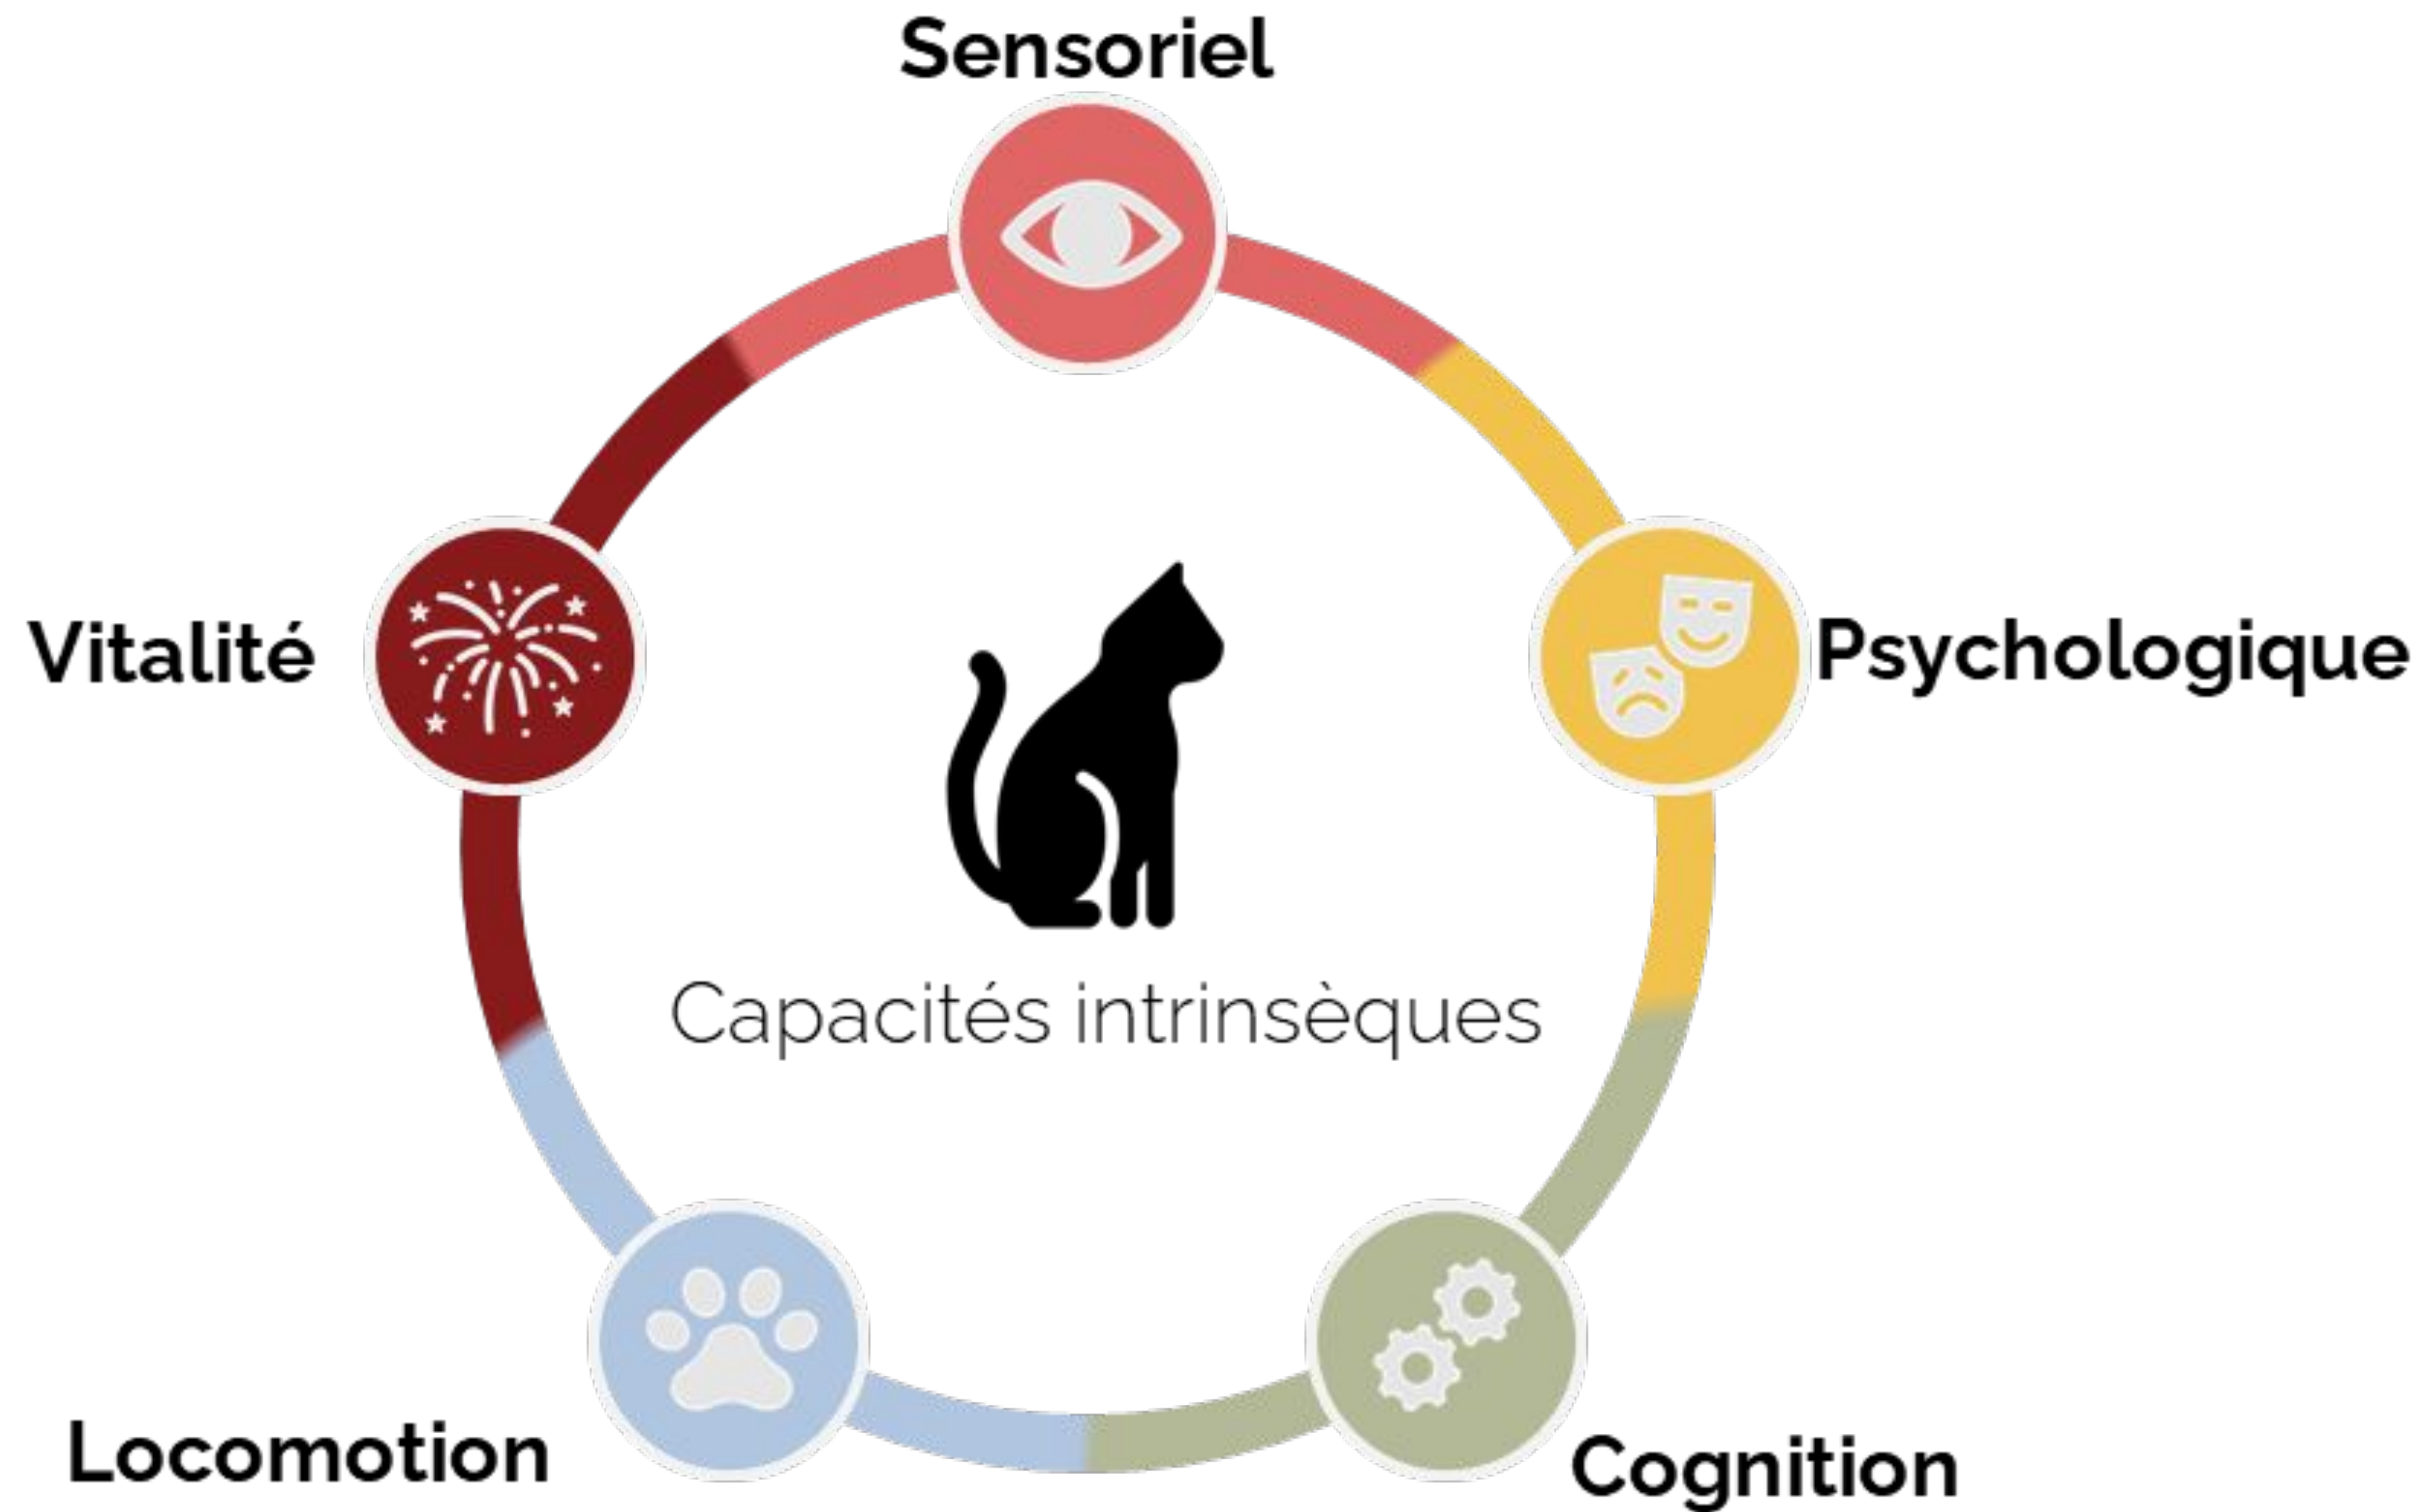 Sensoriel
Vitalité
Psychologique
Capacités intrinsèques
Locomotion
Cognition